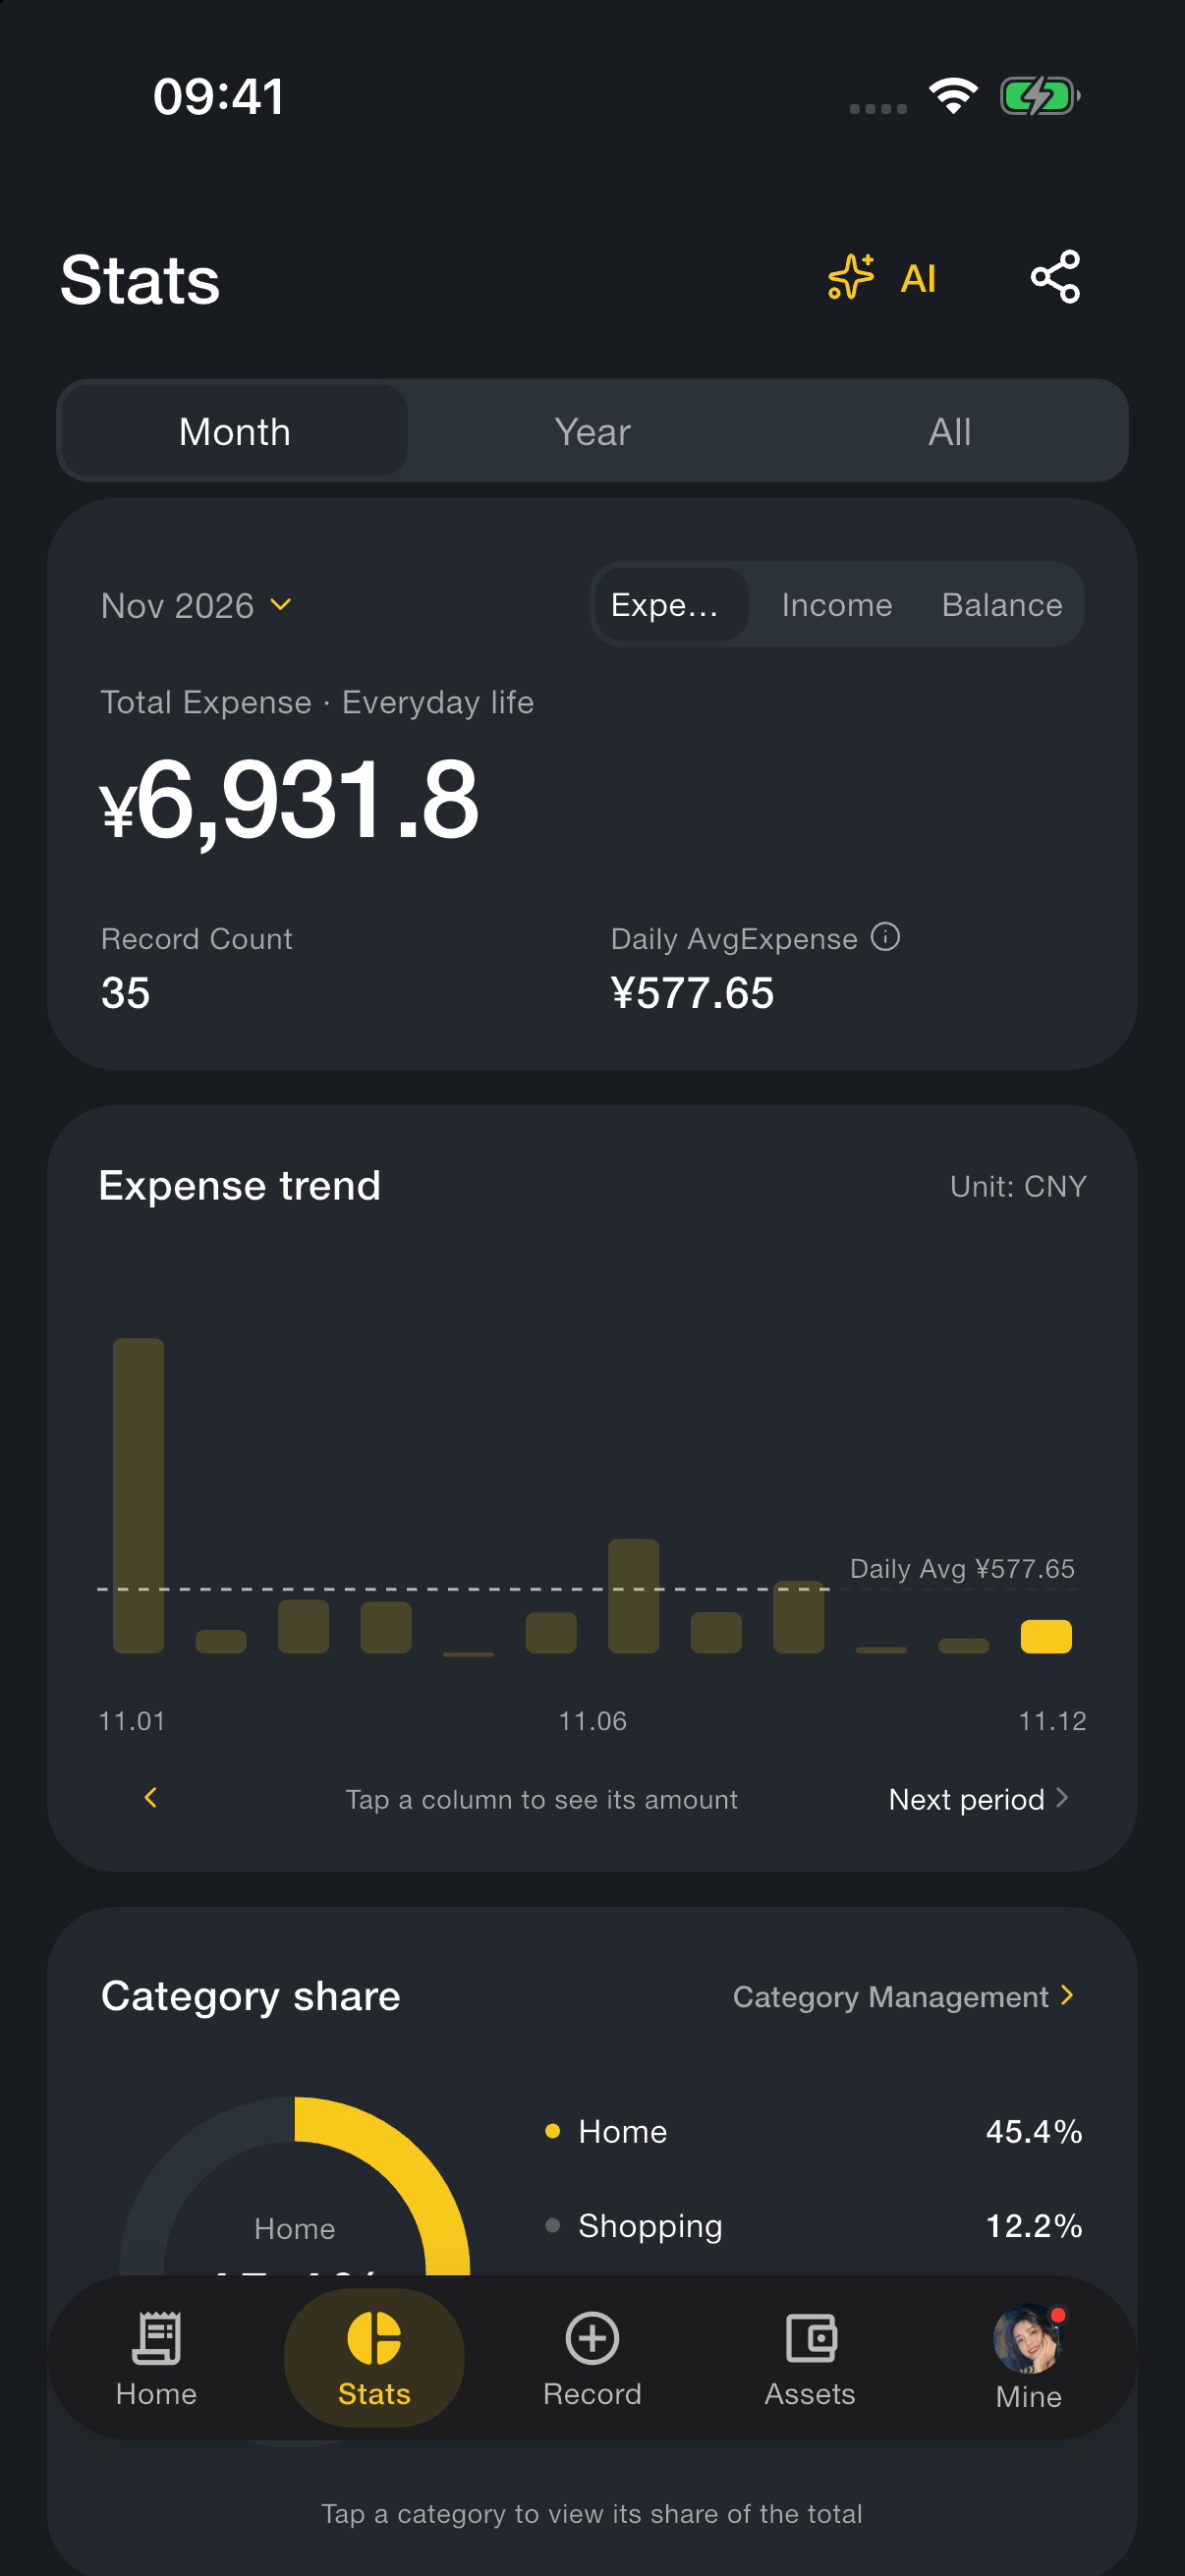 09:41
Stats
AI
Month
Year
All
Nov 2026
Expe...
Income
Balance
Total Expense · Everyday life
¥6,931.8
Record Count
Daily AvgExpense
35
¥577.65
Expense trend
Unit: CNY
Daily Avg ¥577.65
11.01
11.06
11.12
Tap a column to see its amount
Next period
Category share
Category Management
Home
45.4%
Home
Shopping
12.2%
Home
Stats
Record
Assets
Mine
Tap a category to view its share of the total